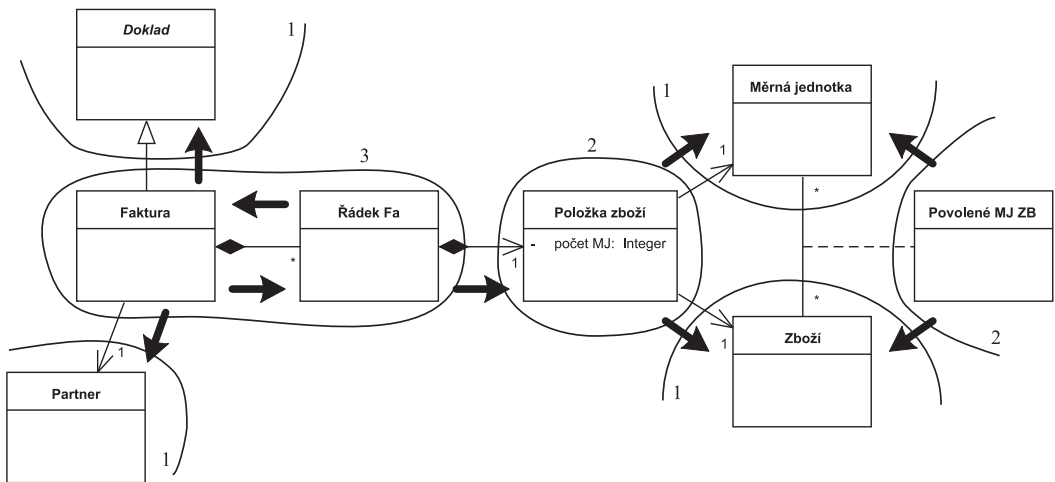 Doklad
1
1
Měrná jednotka
1
3
2
2
*
Faktura
Řádek Fa
Položka zboží
Povolené MJ ZB
- počet MJ: Integer
*
1
*
1
1
Zboží
2
1
Partner
1